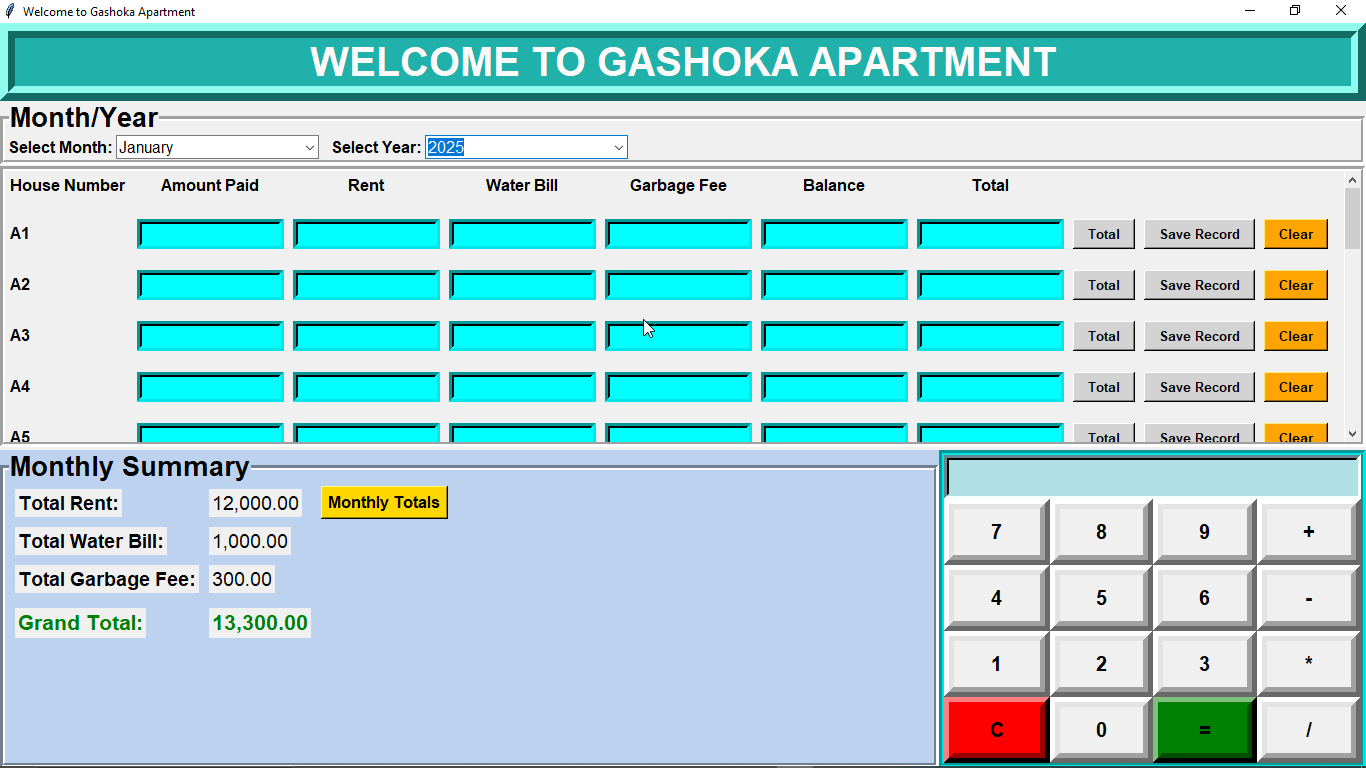 Welcome to Gashoka Apartment
WELCOME TO GASHOKA APARTMENT
Month/Year
Select Month: January Select Year: 2025
House Number Amount Paid Rent Water Bill Garbage Fee Balance Total
A1 Total Save Record Clear
A2 Total Save Record Clear
A3 Total Save Record Clear
A4 Total Save Record Clear
A5 Total Save Record Clear
Monthly Summary
Total Rent: 12,000.00 Monthly Totals
Total Water Bill: 1,000.00
Total Garbage Fee: 300.00
Grand Total: 13,300.00
7 8 9 +
4 5 6 -
1 2 3 *
C 0 = /